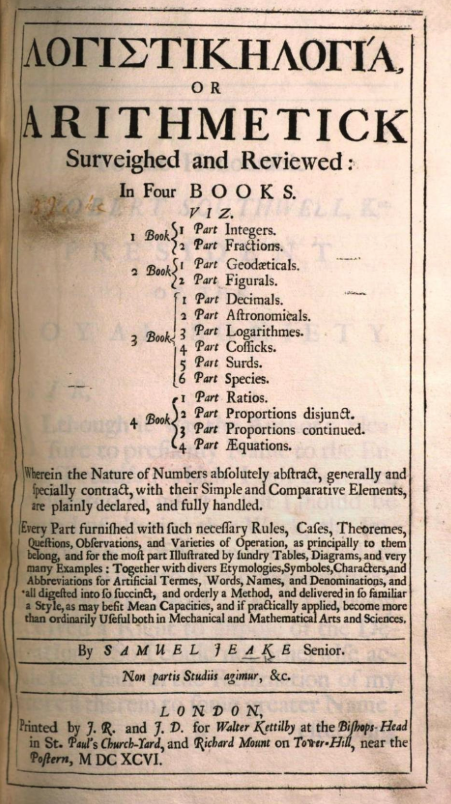 ΛΟΓΙΣΤΙΚΗΛΟΓΊΑ,
OR
ARITHMETICK
Surveighed and Reviewed:
In Four BOOKS.
VIZ.
1 Book
1 Part Integers.
2 Part Fractions.
2 Book
1 Part Geodæticals.
2 Part Figurals.
3 Book
1 Part Decimals.
2 Part Aſtronomicals.
3 Part Logarithmes.
4 Part Coſſicks.
5 Part Surds.
6 Part Species.
4 Book
1 Part Ratios.
2 Part Proportions disjunct.
3 Part Proportions continued.
4 Part Æquations.
Wherein the Nature of Numbers abſolutely abſtract, generally and
ſpecially contract, with their Simple and Comparative Elements,
are plainly declared, and fully handled.
Every Part furniſhed with ſuch neceſſary Rules, Caſes, Theoremes,
Queſtions, Obſervations, and Varieties of Operation, as principally to them
belong, and for the moſt part Illuſtrated by ſundry Tables, Diagrams, and very
many Examples: Together with divers Etymologies, Symboles, Characters, and
Abbreviations for Artificial Termes, Words, Names, and Denominations, and
all digeſted into ſo ſuccinct, and orderly a Method, and delivered in ſo familiar
a Style, as may befit Mean Capacities, and if practically applied, become more
than ordinarily Uſeful both in Mechanical and Mathematical Arts and Sciences.
By SAMUEL JEAKE Senior.
Non partis Studiis agimur, &c.
LONDON,
Printed by J. R. and J. D. for Walter Kettilby at the Biſhops-Head
in St. Paul's Church-Yard, and Richard Mount on Tower-Hill, near the
Poſtern, M DC XCVI.